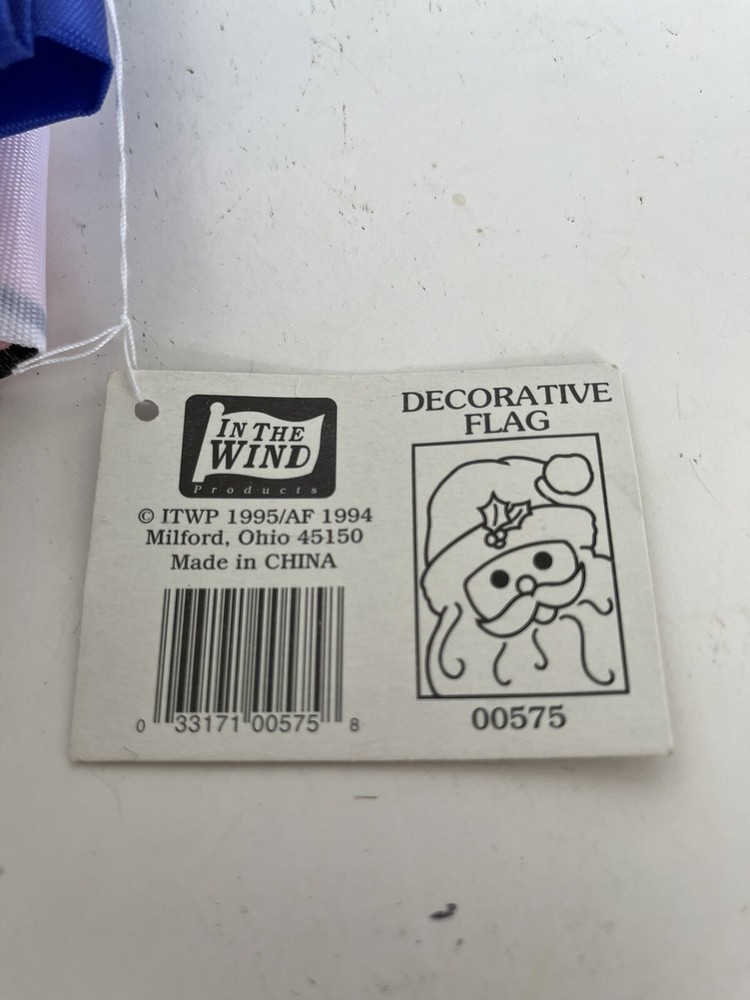 IN THE
WIND
Products
© ITWP 1995/AF 1994
Milford, Ohio 45150
Made in CHINA
0 33171 00575 8
DECORATIVE
FLAG
00575